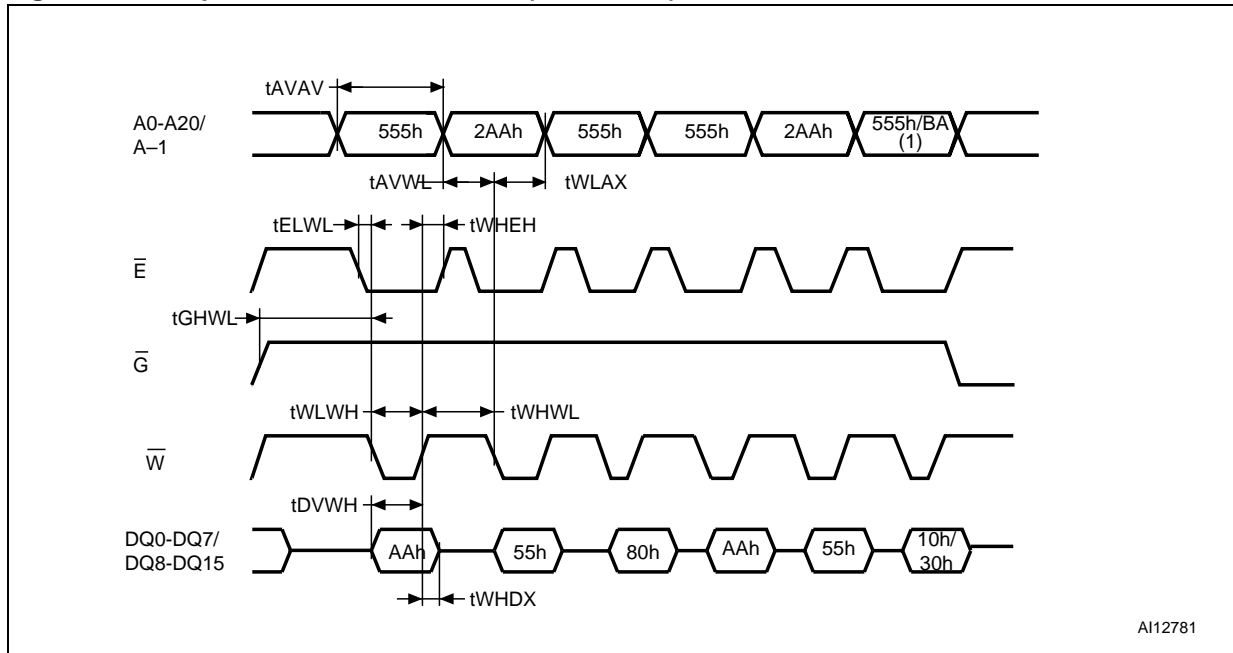 tAVAV
A0-A20/
A–1
555h
2AAh
555h
555h
2AAh
555h/BA
(1)
tAVWL
tWLAX
tELWL
tWHEH
E
tGHWL
G
tWLWH
tWHWL
W
tDVWH
DQ0-DQ7/
DQ8-DQ15
AAh
55h
80h
AAh
55h
10h/
30h
tWHDX
AI12781